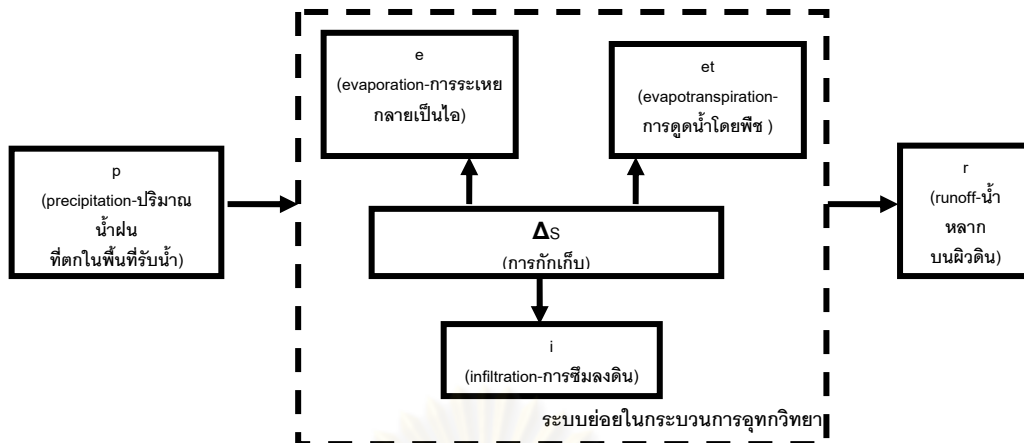 e
(evaporation-การระเหย
กลายเป็นไอ)
et
(evapotranspiration-
การดูดน้ำโดยพืช )
p
(precipitation-ปริมาณ
น้ำฝน
ที่ตกในพื้นที่รับน้ำ)
ΔS
(การกักเก็บ)
r
(runoff-น้ำ
หลาก
บนผิวดิน)
i
(infiltration-การซึมลงดิน)
ระบบย่อยในกระบวนการอุทกวิทยา